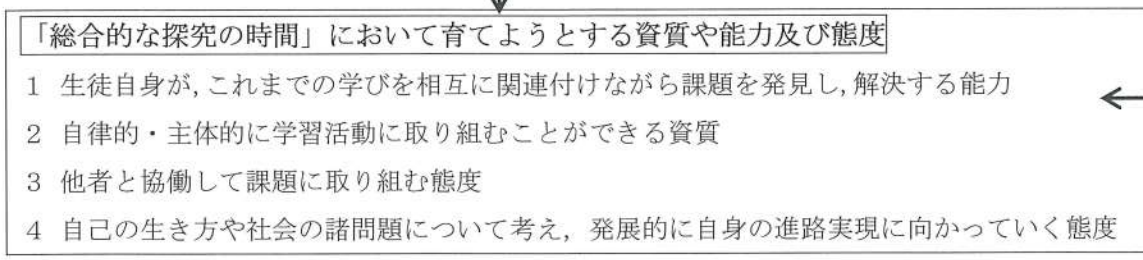 「総合的な探究の時間」において育てようとする資質や能力及び態度
1 生徒自身が,これまでの学びを相互に関連付けながら課題を発見し,解決する能力
2 自律的・主体的に学習活動に取り組むことができる資質
3 他者と協働して課題に取り組む態度
4 自己の生き方や社会の諸問題について考え，発展的に自身の進路実現に向かっていく態度